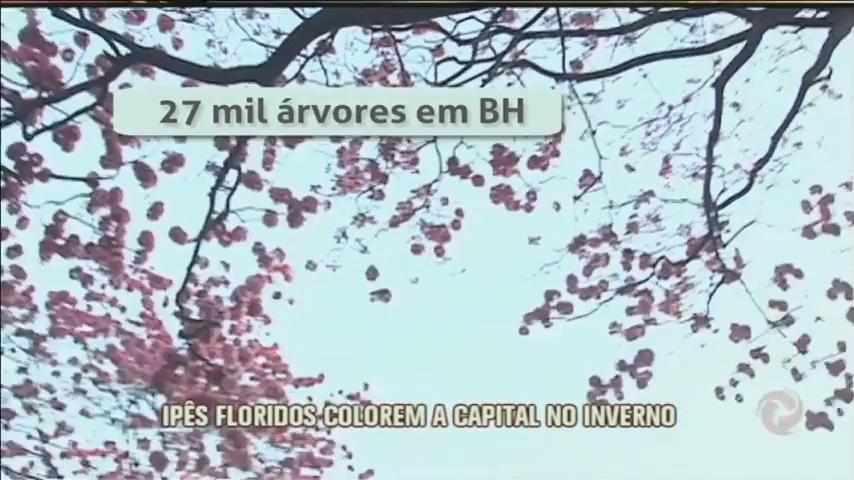 27 mil árvores em BH
IPÊS FLORIDOS COLOREM A CAPITAL NO INVERNO